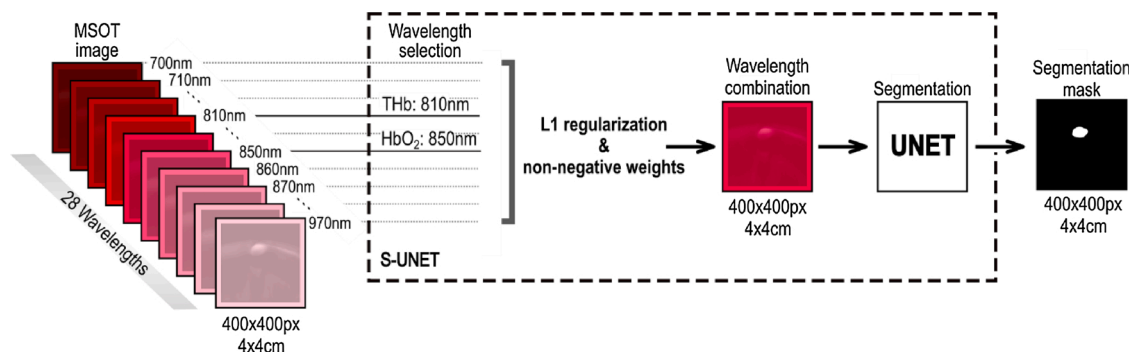 MSOT
image
700nm
710nm
810nm
850nm
860nm
870nm
970nm
28 Wavelengths
400x400px
4x4cm
Wavelength
selection
THb: 810nm
HbO₂: 850nm
S-UNET
L1 regularization
&
non-negative weights
Wavelength
combination
400x400px
4x4cm
Segmentation
UNET
Segmentation
mask
400x400px
4x4cm